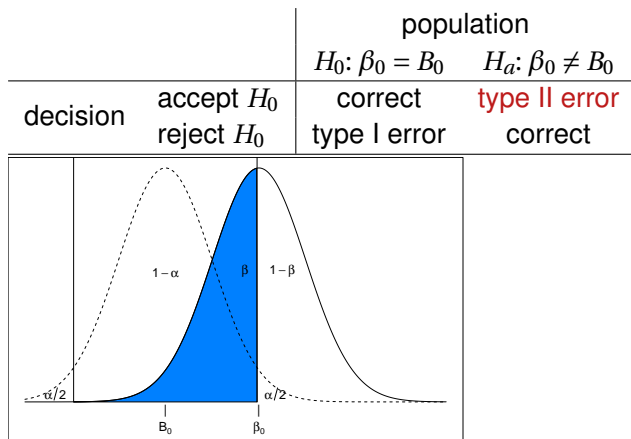 population
H₀: β₀ = B₀ Hₐ: β₀ ≠ B₀
decision accept H₀ correct type II error
reject H₀ type I error correct
1−α β 1−β
α/2 α/2
B₀ β₀